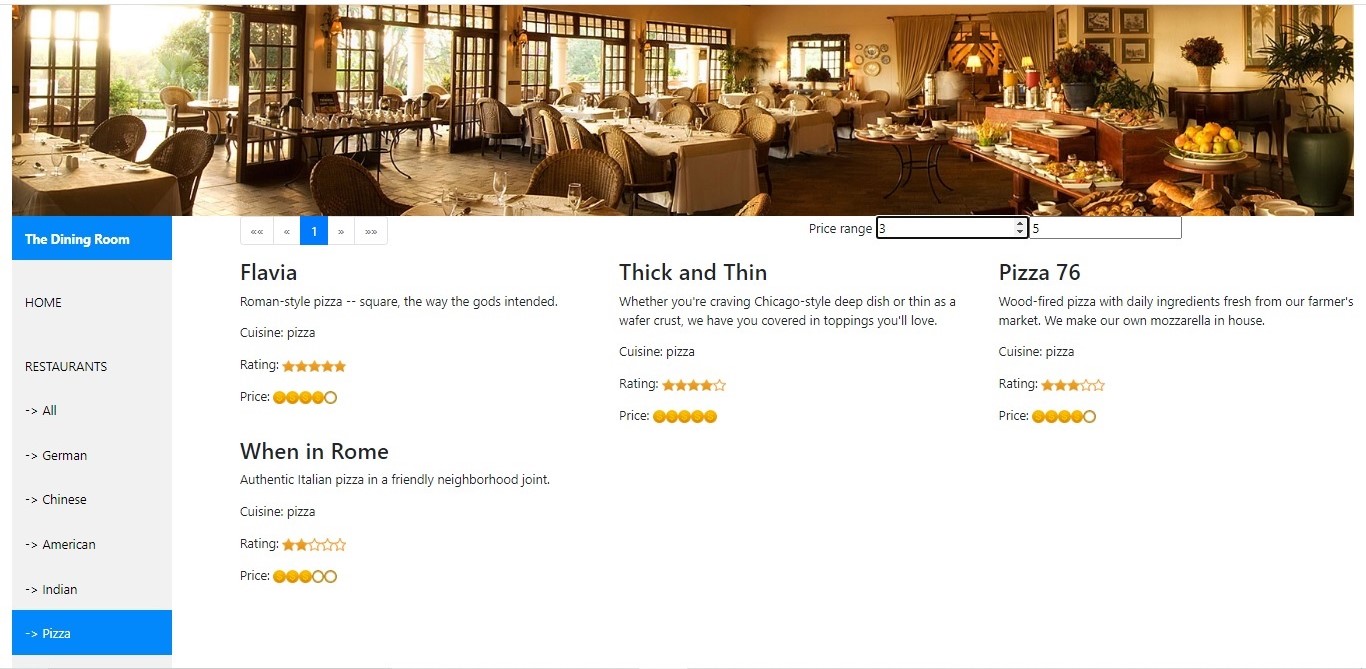 The Dining Room
HOME
RESTAURANTS
-> All
-> German
-> Chinese
-> American
-> Indian
-> Pizza
«« « 1 » »»
Price range 3 5
Flavia
Roman-style pizza -- square, the way the gods intended.
Cuisine: pizza
Rating:
Price:
Thick and Thin
Whether you're craving Chicago-style deep dish or thin as a
wafer crust, we have you covered in toppings you'll love.
Cuisine: pizza
Rating:
Price:
Pizza 76
Wood-fired pizza with daily ingredients fresh from our farmer's
market. We make our own mozzarella in house.
Cuisine: pizza
Rating:
Price:
When in Rome
Authentic Italian pizza in a friendly neighborhood joint.
Cuisine: pizza
Rating:
Price: